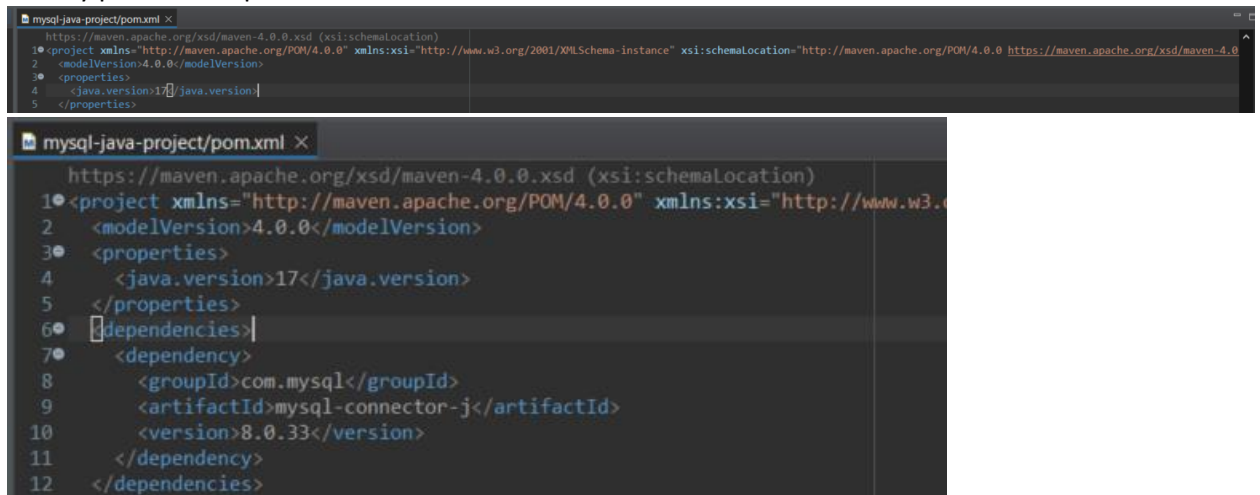 mysql-java-project/pom.xml ×
https://maven.apache.org/xsd/maven-4.0.0.xsd (xsi:schemaLocation)
1 <project xmlns="http://maven.apache.org/POM/4.0.0" xmlns:xsi="http://www.w3.org/2001/XMLSchema-instance" xsi:schemaLocation="http://maven.apache.org/POM/4.0.0 https://maven.apache.org/xsd/maven-4.0
2 <modelVersion>4.0.0</modelVersion>
3 <properties>
4 <java.version>17</java.version>
5 </properties>
mysql-java-project/pom.xml ×
https://maven.apache.org/xsd/maven-4.0.0.xsd (xsi:schemaLocation)
1 <project xmlns="http://maven.apache.org/POM/4.0.0" xmlns:xsi="http://www.w3.
2 <modelVersion>4.0.0</modelVersion>
3 <properties>
4 <java.version>17</java.version>
5 </properties>
6 <dependencies>
7 <dependency>
8 <groupId>com.mysql</groupId>
9 <artifactId>mysql-connector-j</artifactId>
10 <version>8.0.33</version>
11 </dependency>
12 </dependencies>